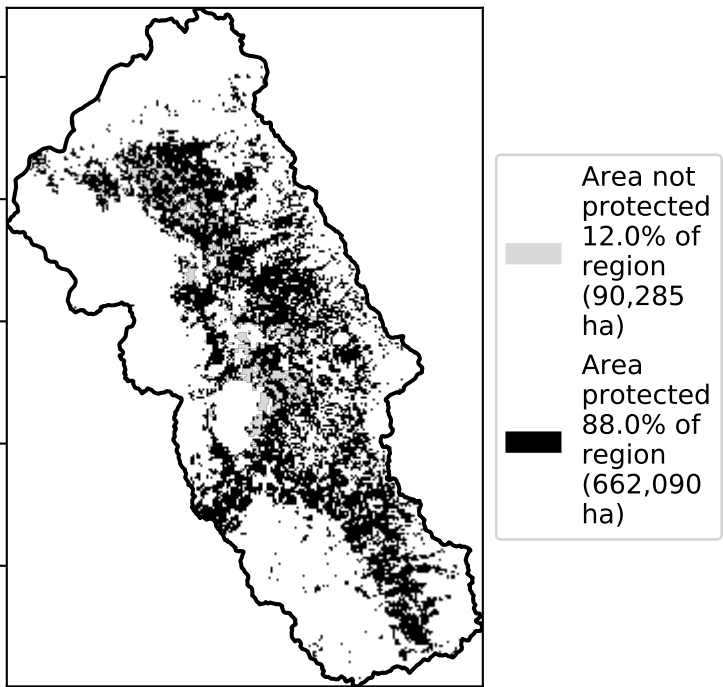 Area not
protected
12.0% of
region
(90,285
ha)
Area
protected
88.0% of
region
(662,090
ha)